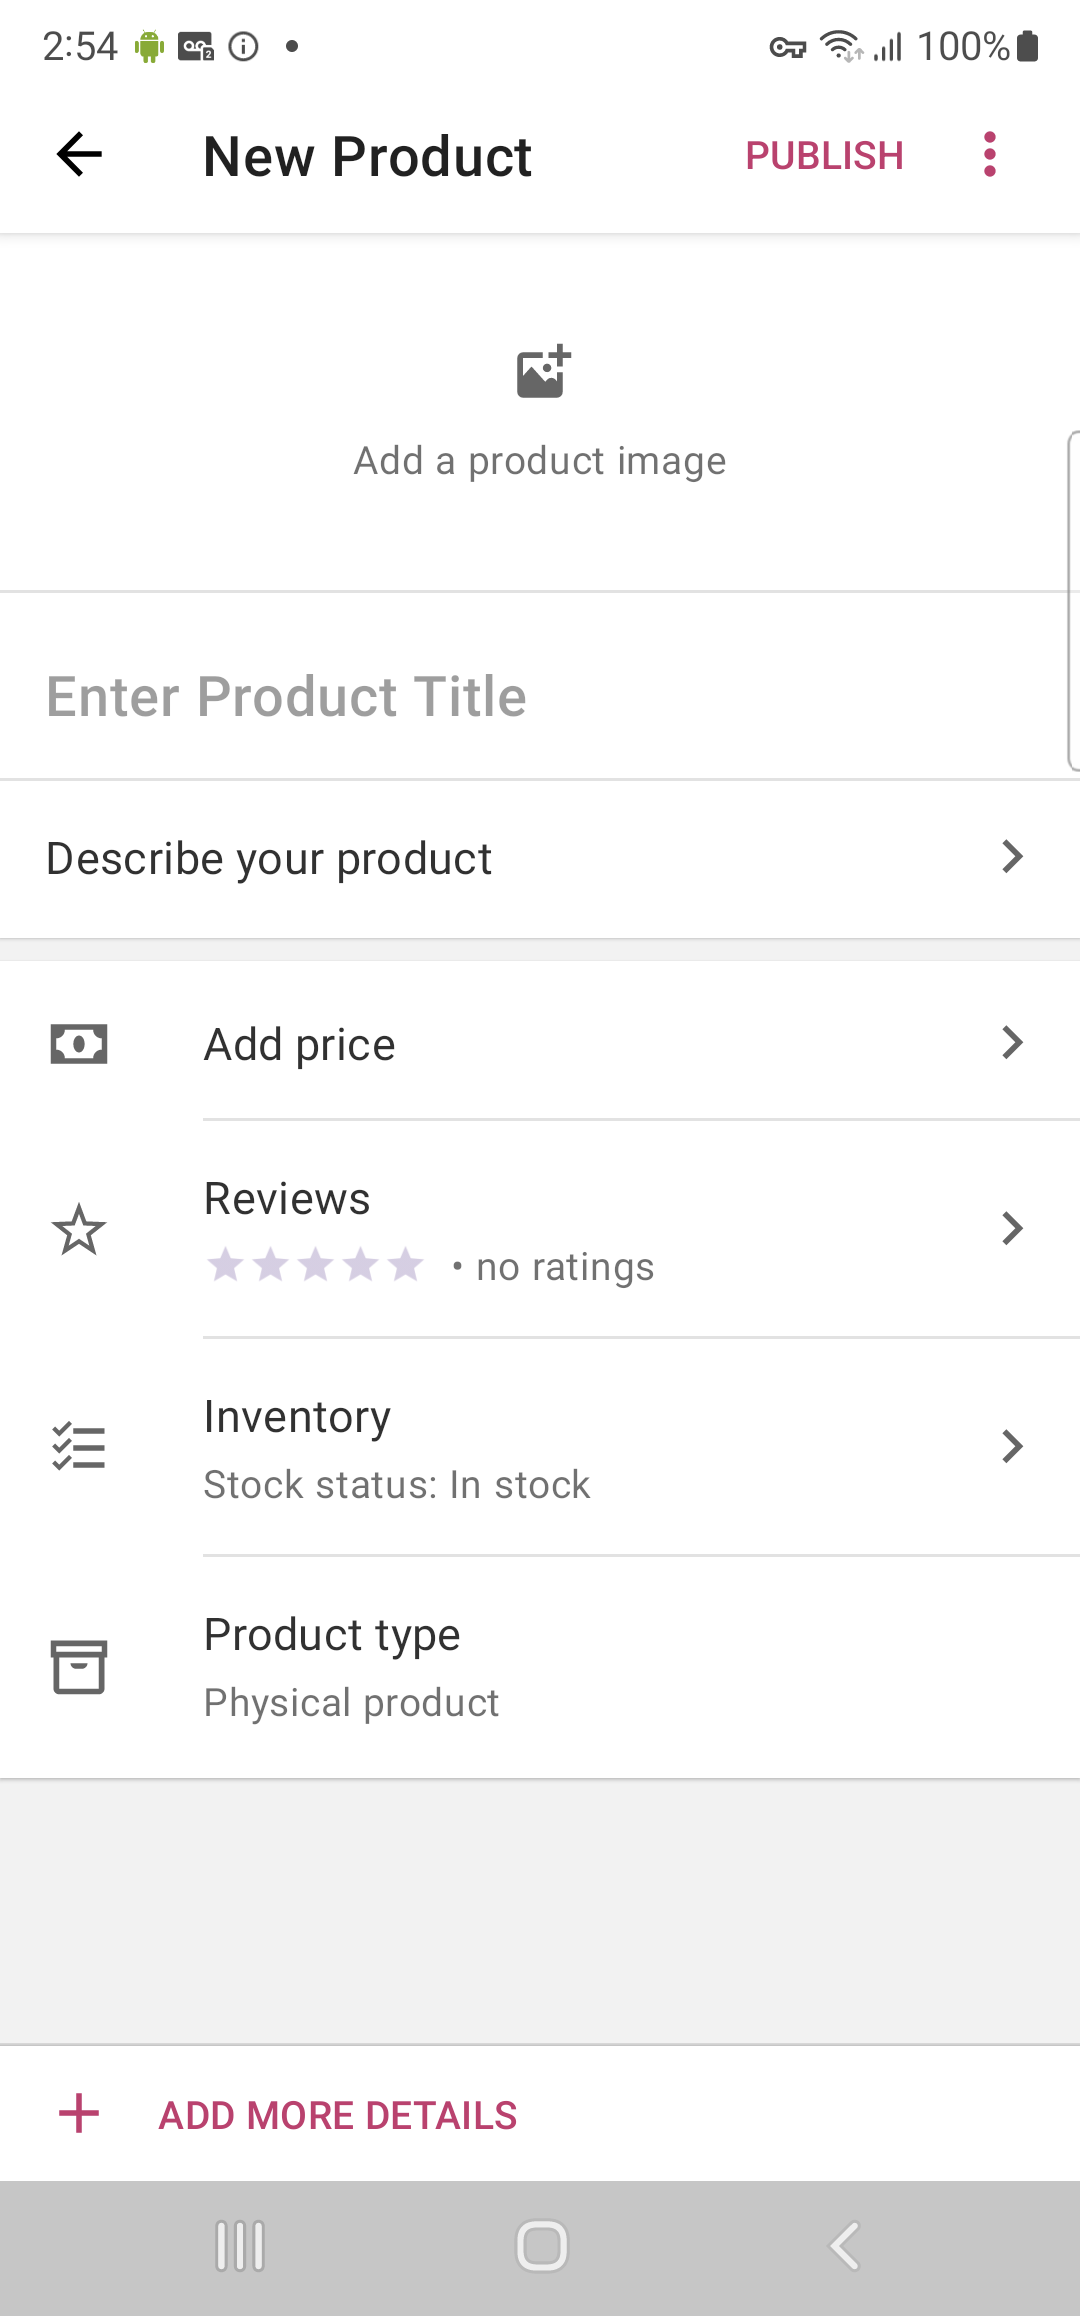 2:54
100%
New Product
PUBLISH
Add a product image
Enter Product Title
Describe your product
Add price
Reviews
• no ratings
Inventory
Stock status: In stock
Product type
Physical product
ADD MORE DETAILS